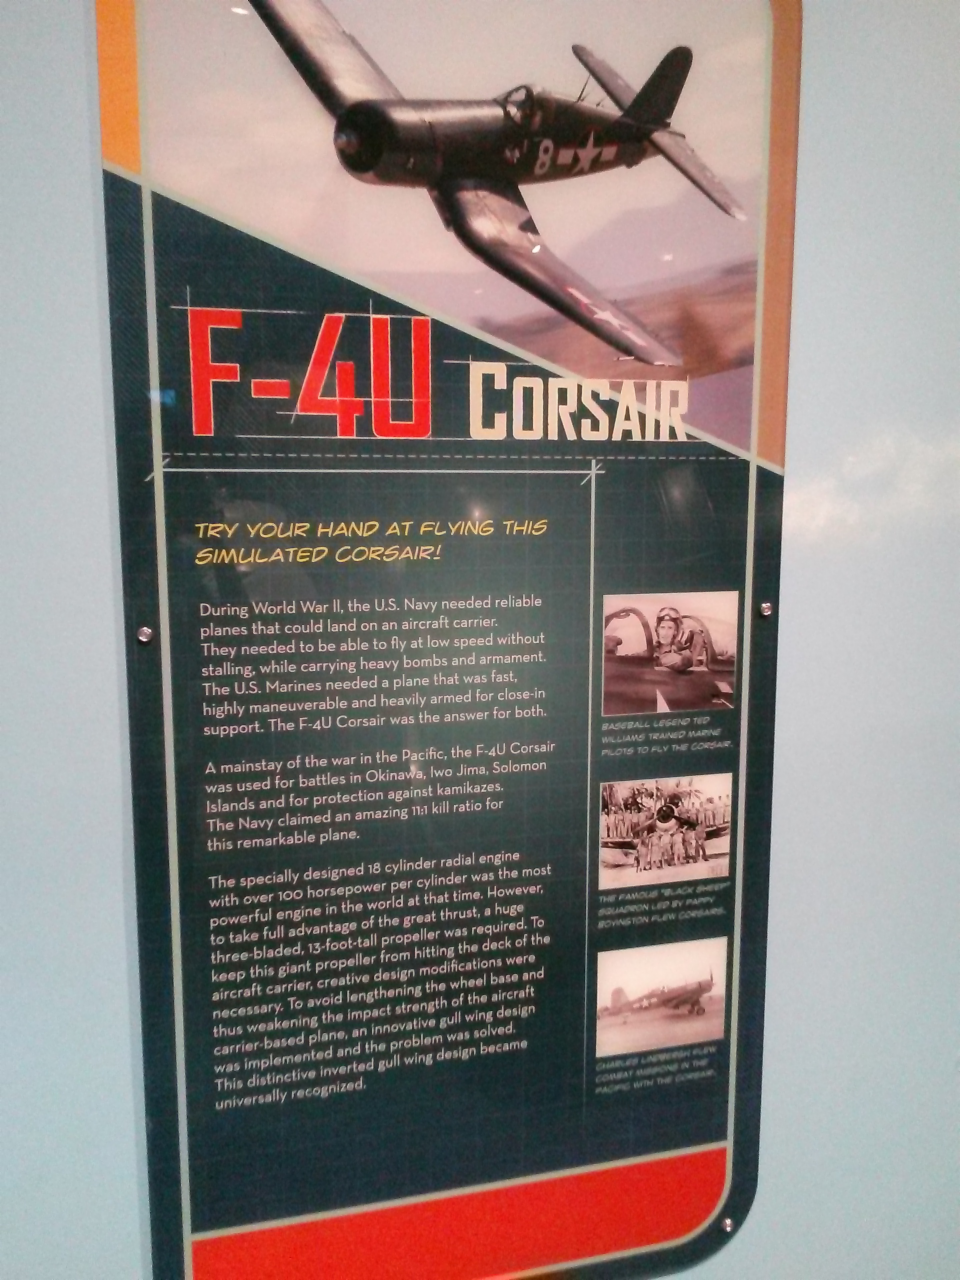 8
F-4U CORSAIR
TRY YOUR HAND AT FLYING THIS
SIMULATED CORSAIR!
During World War II, the U.S. Navy needed reliable
planes that could land on an aircraft carrier.
They needed to be able to fly at low speed without
stalling, while carrying heavy bombs and armament.
The U.S. Marines needed a plane that was fast,
highly maneuverable and heavily armed for close-in
support. The F-4U Corsair was the answer for both.
A mainstay of the war in the Pacific, the F-4U Corsair
was used for battles in Okinawa, Iwo Jima, Solomon
Islands and for protection against kamikazes.
The Navy claimed an amazing 11:1 kill ratio for
this remarkable plane.
The specially designed 18 cylinder radial engine
with over 100 horsepower per cylinder was the most
powerful engine in the world at that time. However,
to take full advantage of the great thrust, a huge
three-bladed, 13-foot-tall propeller was required. To
keep this giant propeller from hitting the deck of the
aircraft carrier, creative design modifications were
necessary. To avoid lengthening the wheel base and
thus weakening the impact strength of the aircraft
carrier-based plane, an innovative gull wing design
was implemented and the problem was solved.
This distinctive inverted gull wing design became
universally recognized.
BASEBALL LEGEND TED
WILLIAMS TRAINED MARINE
PILOTS TO FLY THE CORSAIR.
THE FAMOUS "BLACK SHEEP"
SQUADRON LED BY PAPPY
BOYINGTON FLEW CORSAIRS.
CHARLES LINDBERGH FLEW
COMBAT MISSIONS IN THE
PACIFIC WITH THE CORSAIR.